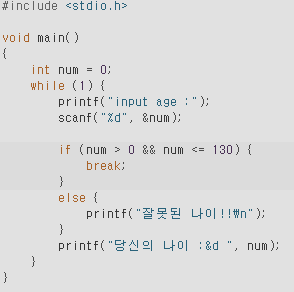 #include <stdio.h>
void main()
{
int num = 0;
while (1) {
printf("input age :");
scanf("%d", &num);
if (num > 0 && num <= 130) {
break;
}
else {
printf("잘못된 나이!!₩n");
}
printf("당신의 나이 :&d ", num);
}
}